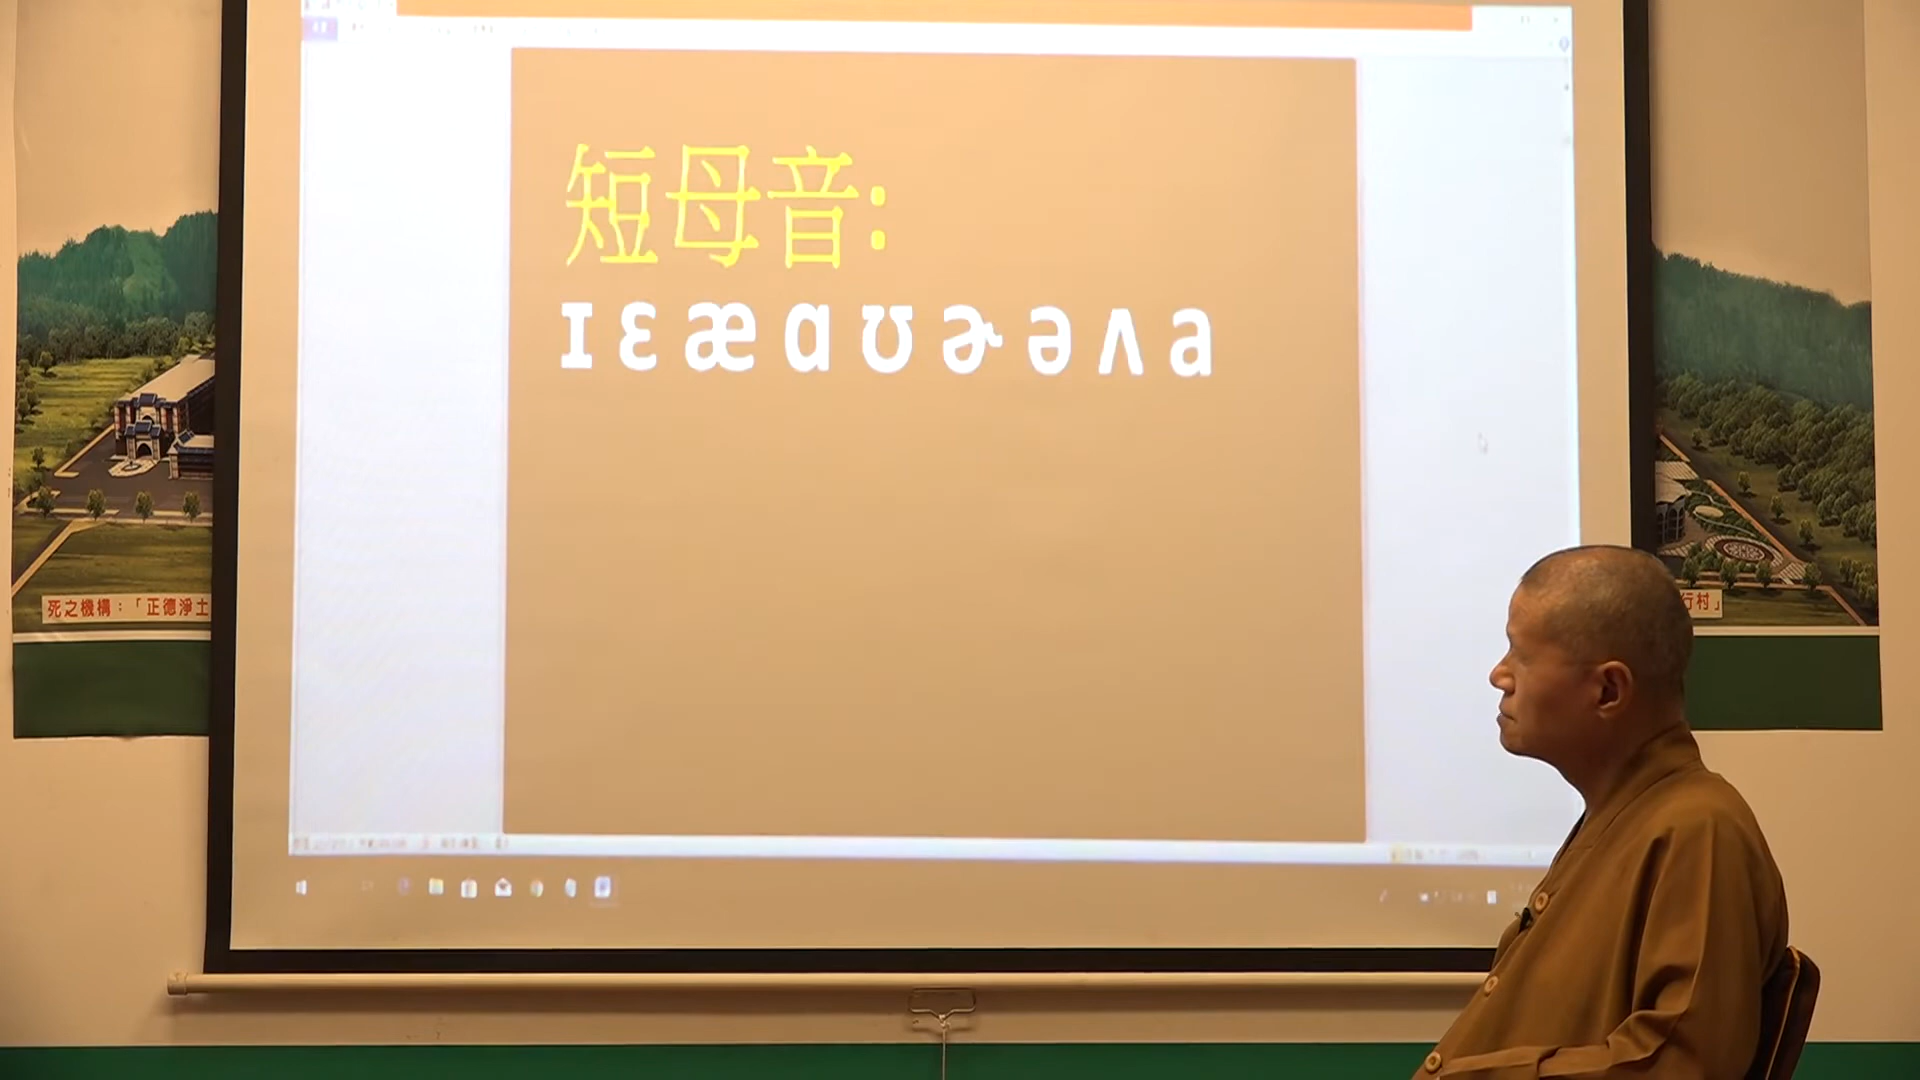 短母音:
ɪ ɛ æ ɑ ʊ ɚ ə ʌ a
死之機構：「正德淨土
行村」